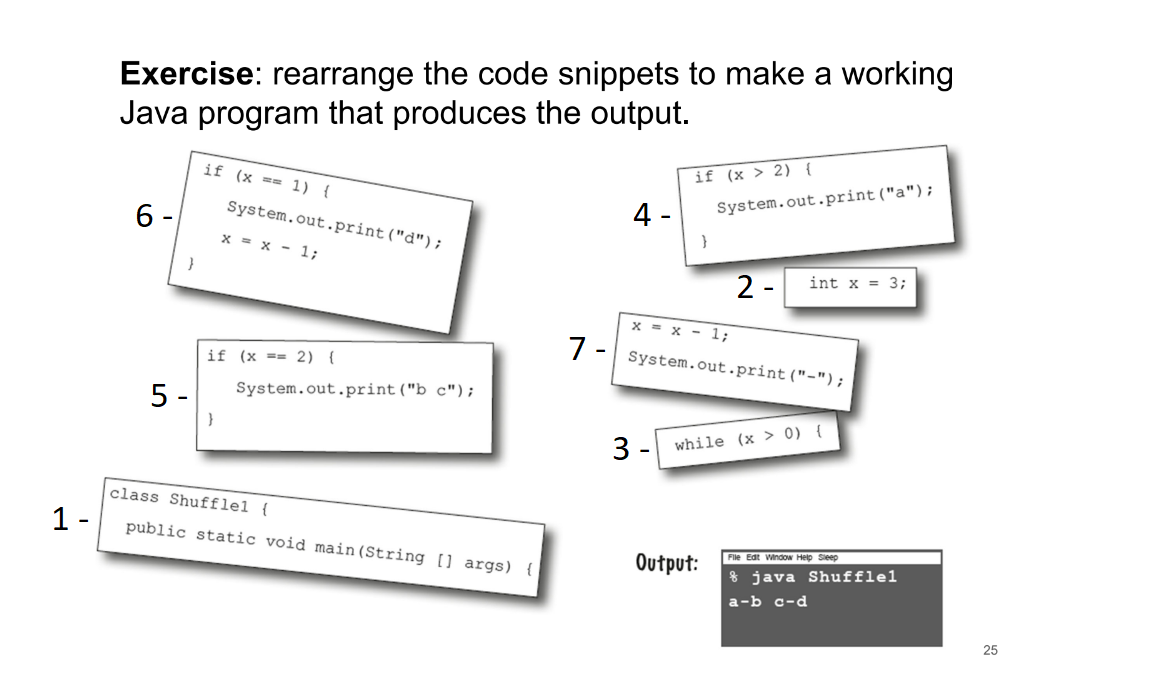 Exercise: rearrange the code snippets to make a working
Java program that produces the output.
6 -
if (x == 1) {
System.out.print("d");
x = x - 1;
}
4 -
if (x > 2) {
System.out.print("a");
}
2 -
int x = 3;
7 -
x = x - 1;
System.out.print("-");
5 -
if (x == 2) {
System.out.print("b c");
}
3 -
while (x > 0) {
1 -
class Shuffle1 {
public static void main(String [] args) {
Output:
File Edit Window Help Sleep
% java Shuffle1
a-b c-d
25